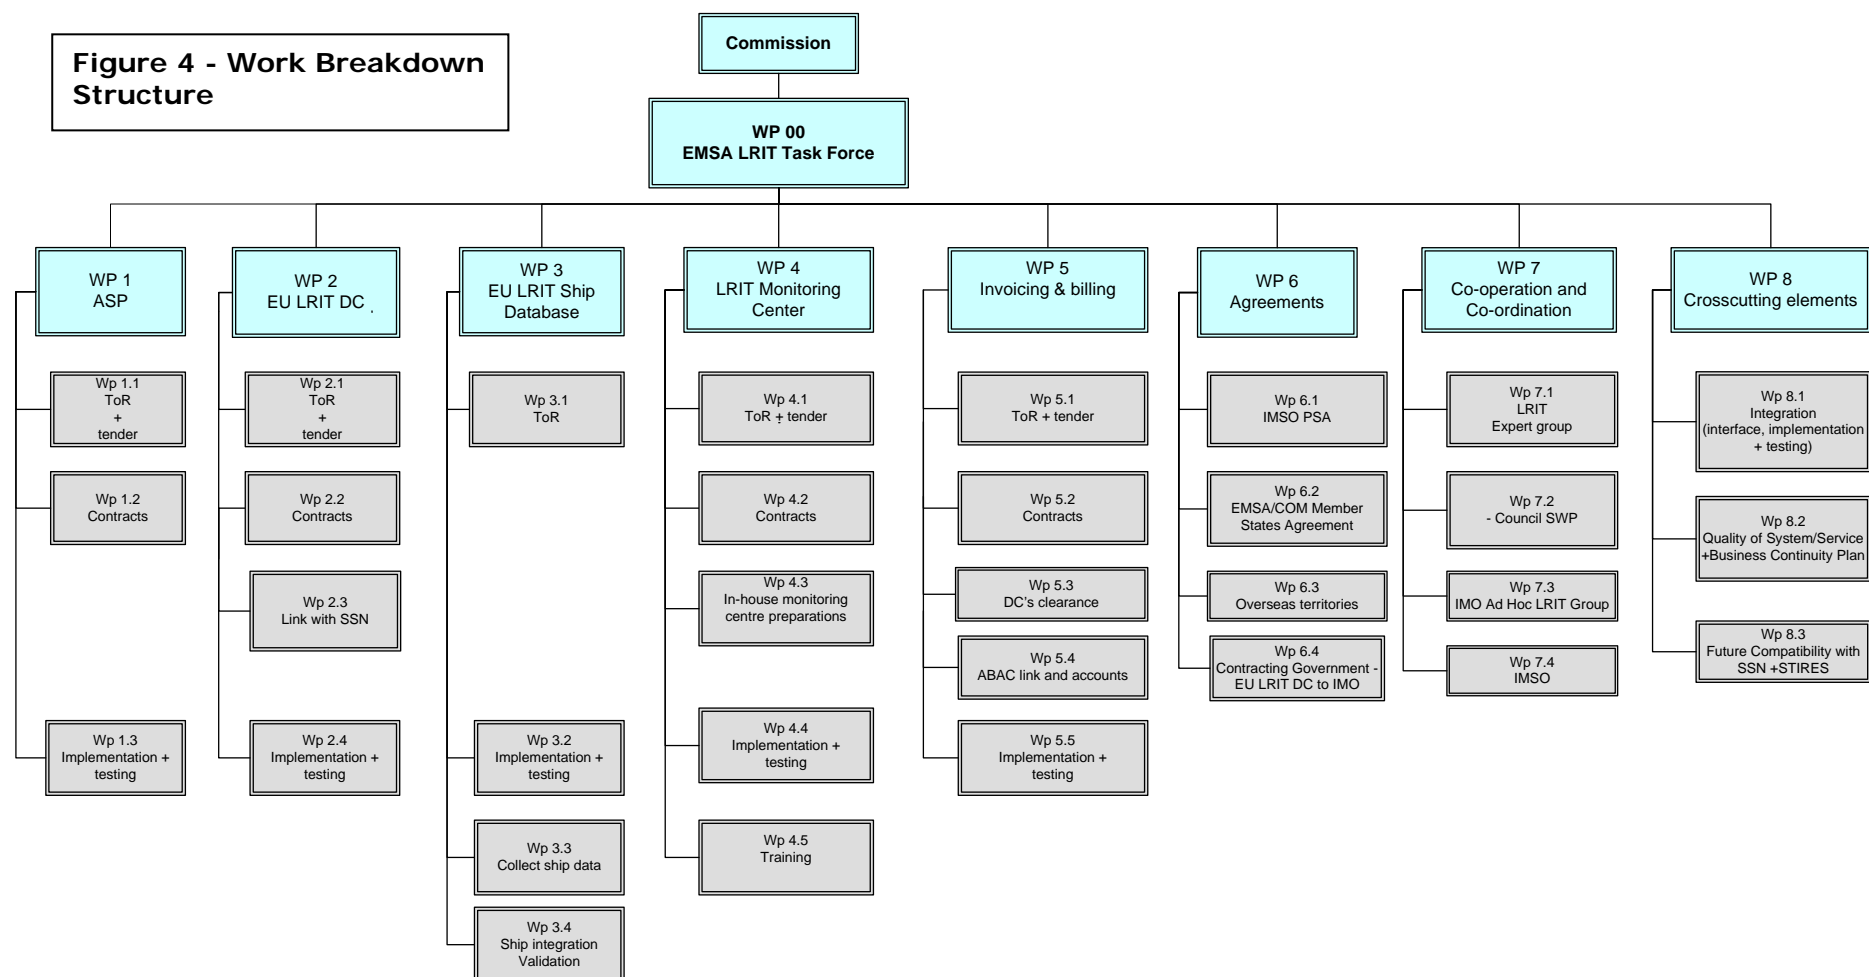 Figure 4 - Work Breakdown
Structure
Commission
WP 00
EMSA LRIT Task Force
WP 1
ASP
Wp 1.1
ToR
+
tender
Wp 1.2
Contracts
Wp 1.3
Implementation +
testing
WP 2
EU LRIT DC .
Wp 2.1
ToR
+
tender
Wp 2.2
Contracts
Wp 2.3
Link with SSN
Wp 2.4
Implementation +
testing
WP 3
EU LRIT Ship
Database
Wp 3.1
ToR
Wp 3.2
Implementation +
testing
Wp 3.3
Collect ship data
Wp 3.4
Ship integration
Validation
WP 4
LRIT Monitoring
Center
Wp 4.1
ToR + tender
Wp 4.2
Contracts
Wp 4.3
In-house monitoring
centre preparations
Wp 4.4
Implementation +
testing
Wp 4.5
Training
WP 5
Invoicing & billing
Wp 5.1
ToR + tender
Wp 5.2
Contracts
Wp 5.3
DC's clearance
Wp 5.4
ABAC link and accounts
Wp 5.5
Implementation +
testing
WP 6
Agreements
Wp 6.1
IMSO PSA
Wp 6.2
EMSA/COM Member
States Agreement
Wp 6.3
Overseas territories
Wp 6.4
Contracting Government -
EU LRIT DC to IMO
WP 7
Co-operation and
Co-ordination
Wp 7.1
LRIT
Expert group
Wp 7.2
- Council SWP
Wp 7.3
IMO Ad Hoc LRIT Group
Wp 7.4
IMSO
WP 8
Crosscutting elements
Wp 8.1
Integration
(interface, implementation
+ testing)
Wp 8.2
Quality of System/Service
+Business Continuity Plan
Wp 8.3
Future Compatibility with
SSN +STIRES